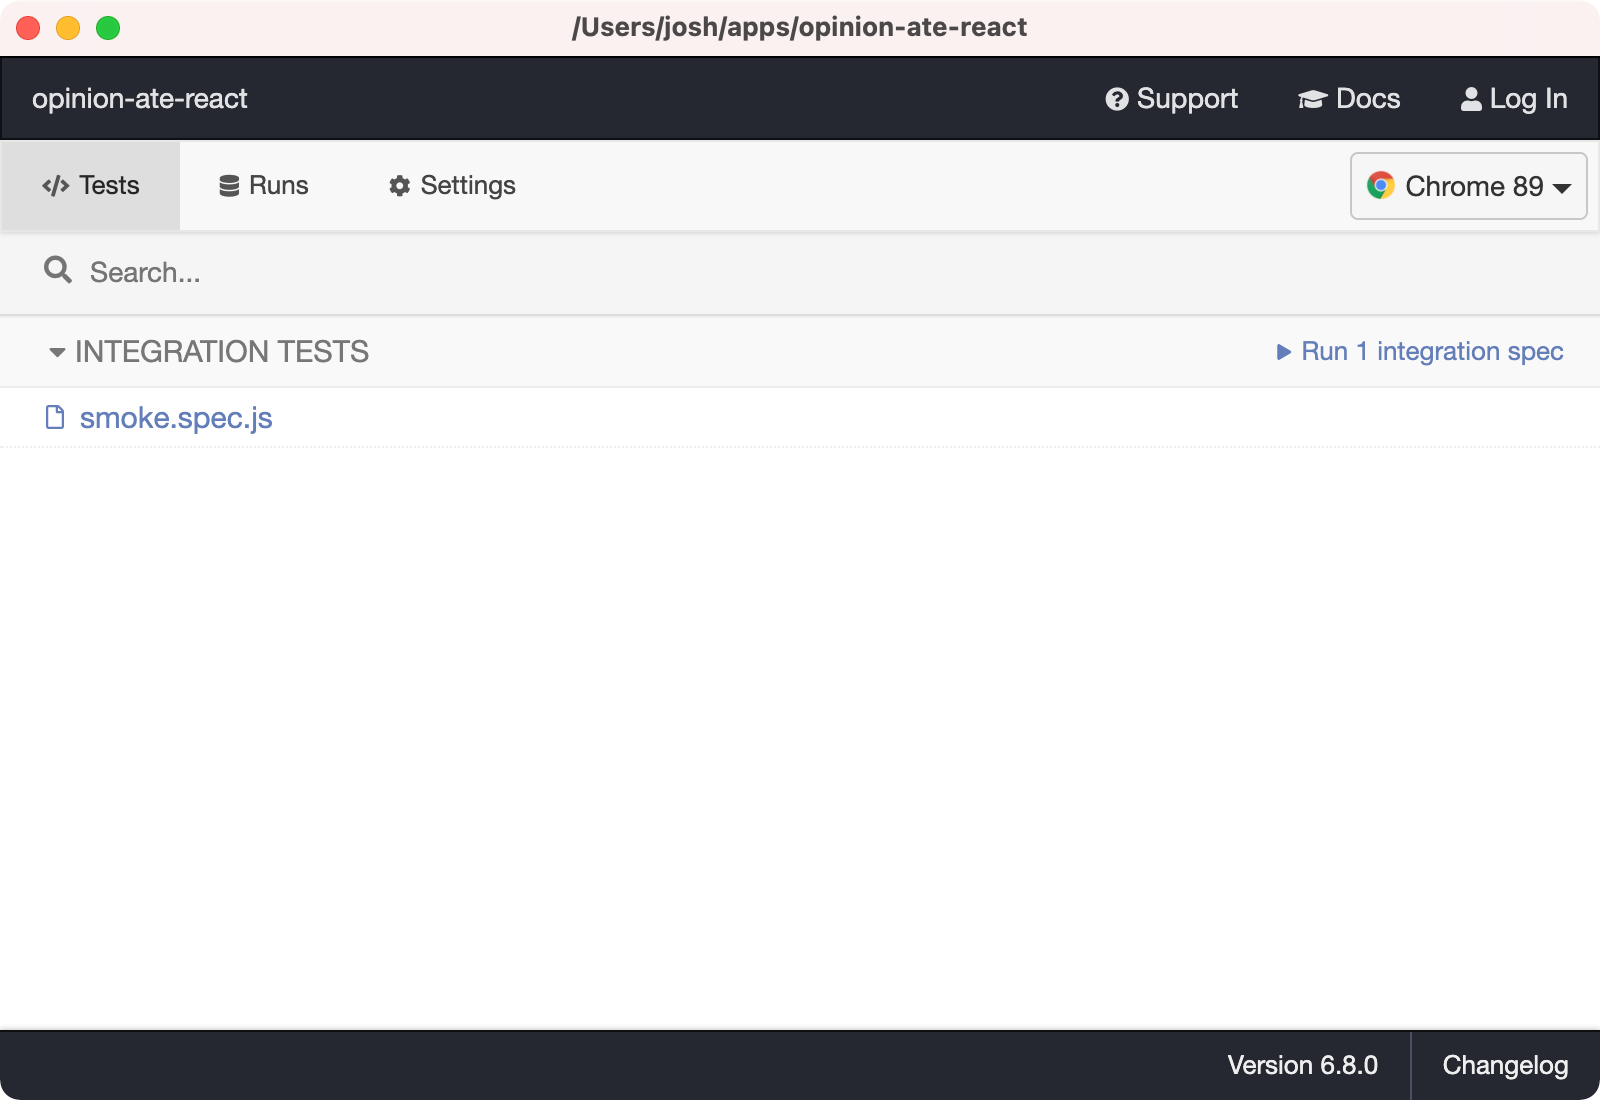 /Users/josh/apps/opinion-ate-react
opinion-ate-react
Support
Docs
Log In
Tests
Runs
Settings
Chrome 89
Search...
INTEGRATION TESTS
Run 1 integration spec
smoke.spec.js
Version 6.8.0
Changelog